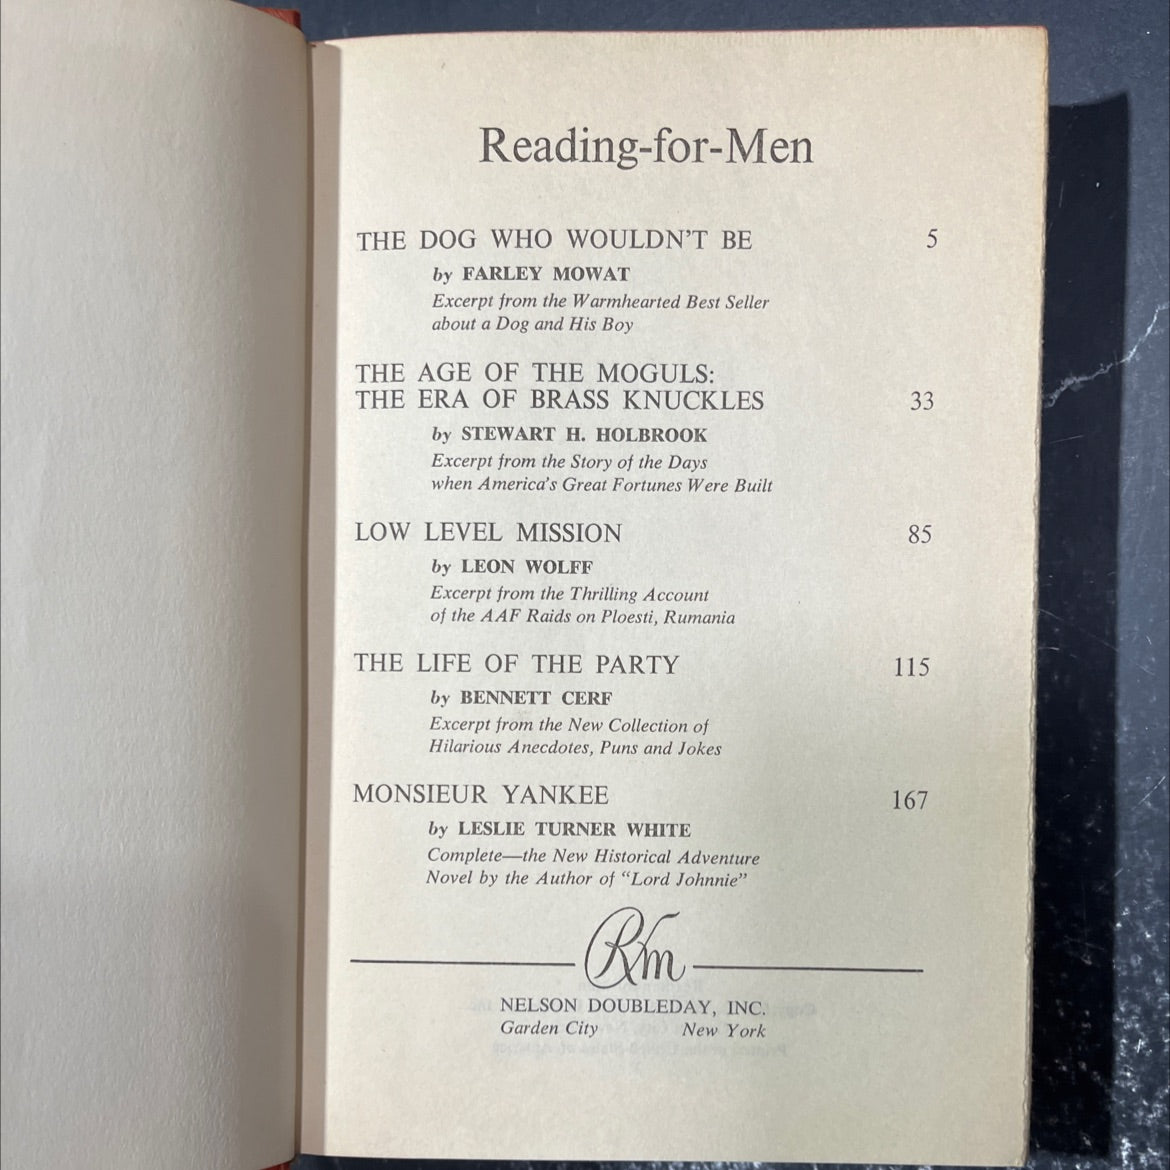 Reading-for-Men
THE DOG WHO WOULDN'T BE 5
by FARLEY MOWAT
Excerpt from the Warmhearted Best Seller
about a Dog and His Boy
THE AGE OF THE MOGULS:
THE ERA OF BRASS KNUCKLES 33
by STEWART H. HOLBROOK
Excerpt from the Story of the Days
when America's Great Fortunes Were Built
LOW LEVEL MISSION 85
by LEON WOLFF
Excerpt from the Thrilling Account
of the AAF Raids on Ploesti, Rumania
THE LIFE OF THE PARTY 115
by BENNETT CERF
Excerpt from the New Collection of
Hilarious Anecdotes, Puns and Jokes
MONSIEUR YANKEE 167
by LESLIE TURNER WHITE
Complete—the New Historical Adventure
Novel by the Author of "Lord Johnnie"
Rfm
NELSON DOUBLEDAY, INC.
Garden City New York